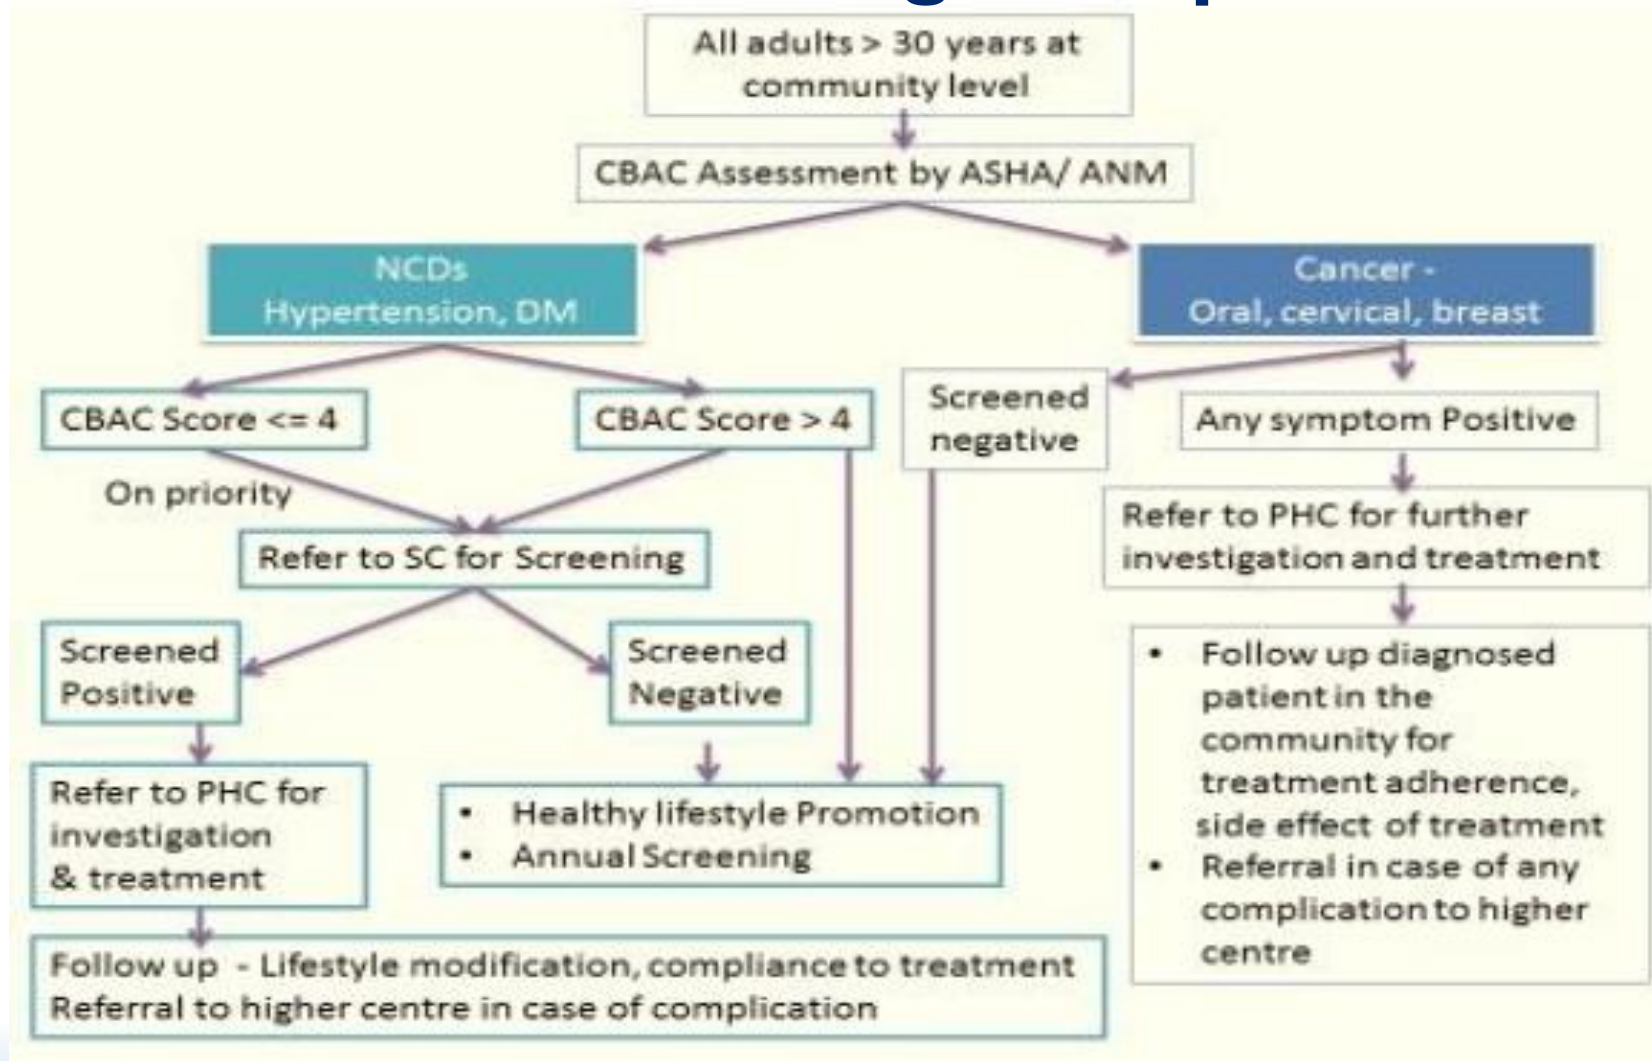 All adults > 30 years at
community level
CBAC Assessment by ASHA/ ANM
NCDs
Hypertension, DM
Cancer -
Oral, cervical, breast
CBAC Score <= 4
CBAC Score > 4
Screened
negative
Any symptom Positive
On priority
Refer to SC for Screening
Refer to PHC for further
investigation and treatment
Screened
Positive
Screened
Negative
Refer to PHC for
investigation
& treatment
• Healthy lifestyle Promotion
• Annual Screening
• Follow up diagnosed
patient in the
community for
treatment adherence,
side effect of treatment
• Referral in case of any
complication to higher
centre
Follow up - Lifestyle modification, compliance to treatment
Referral to higher centre in case of complication